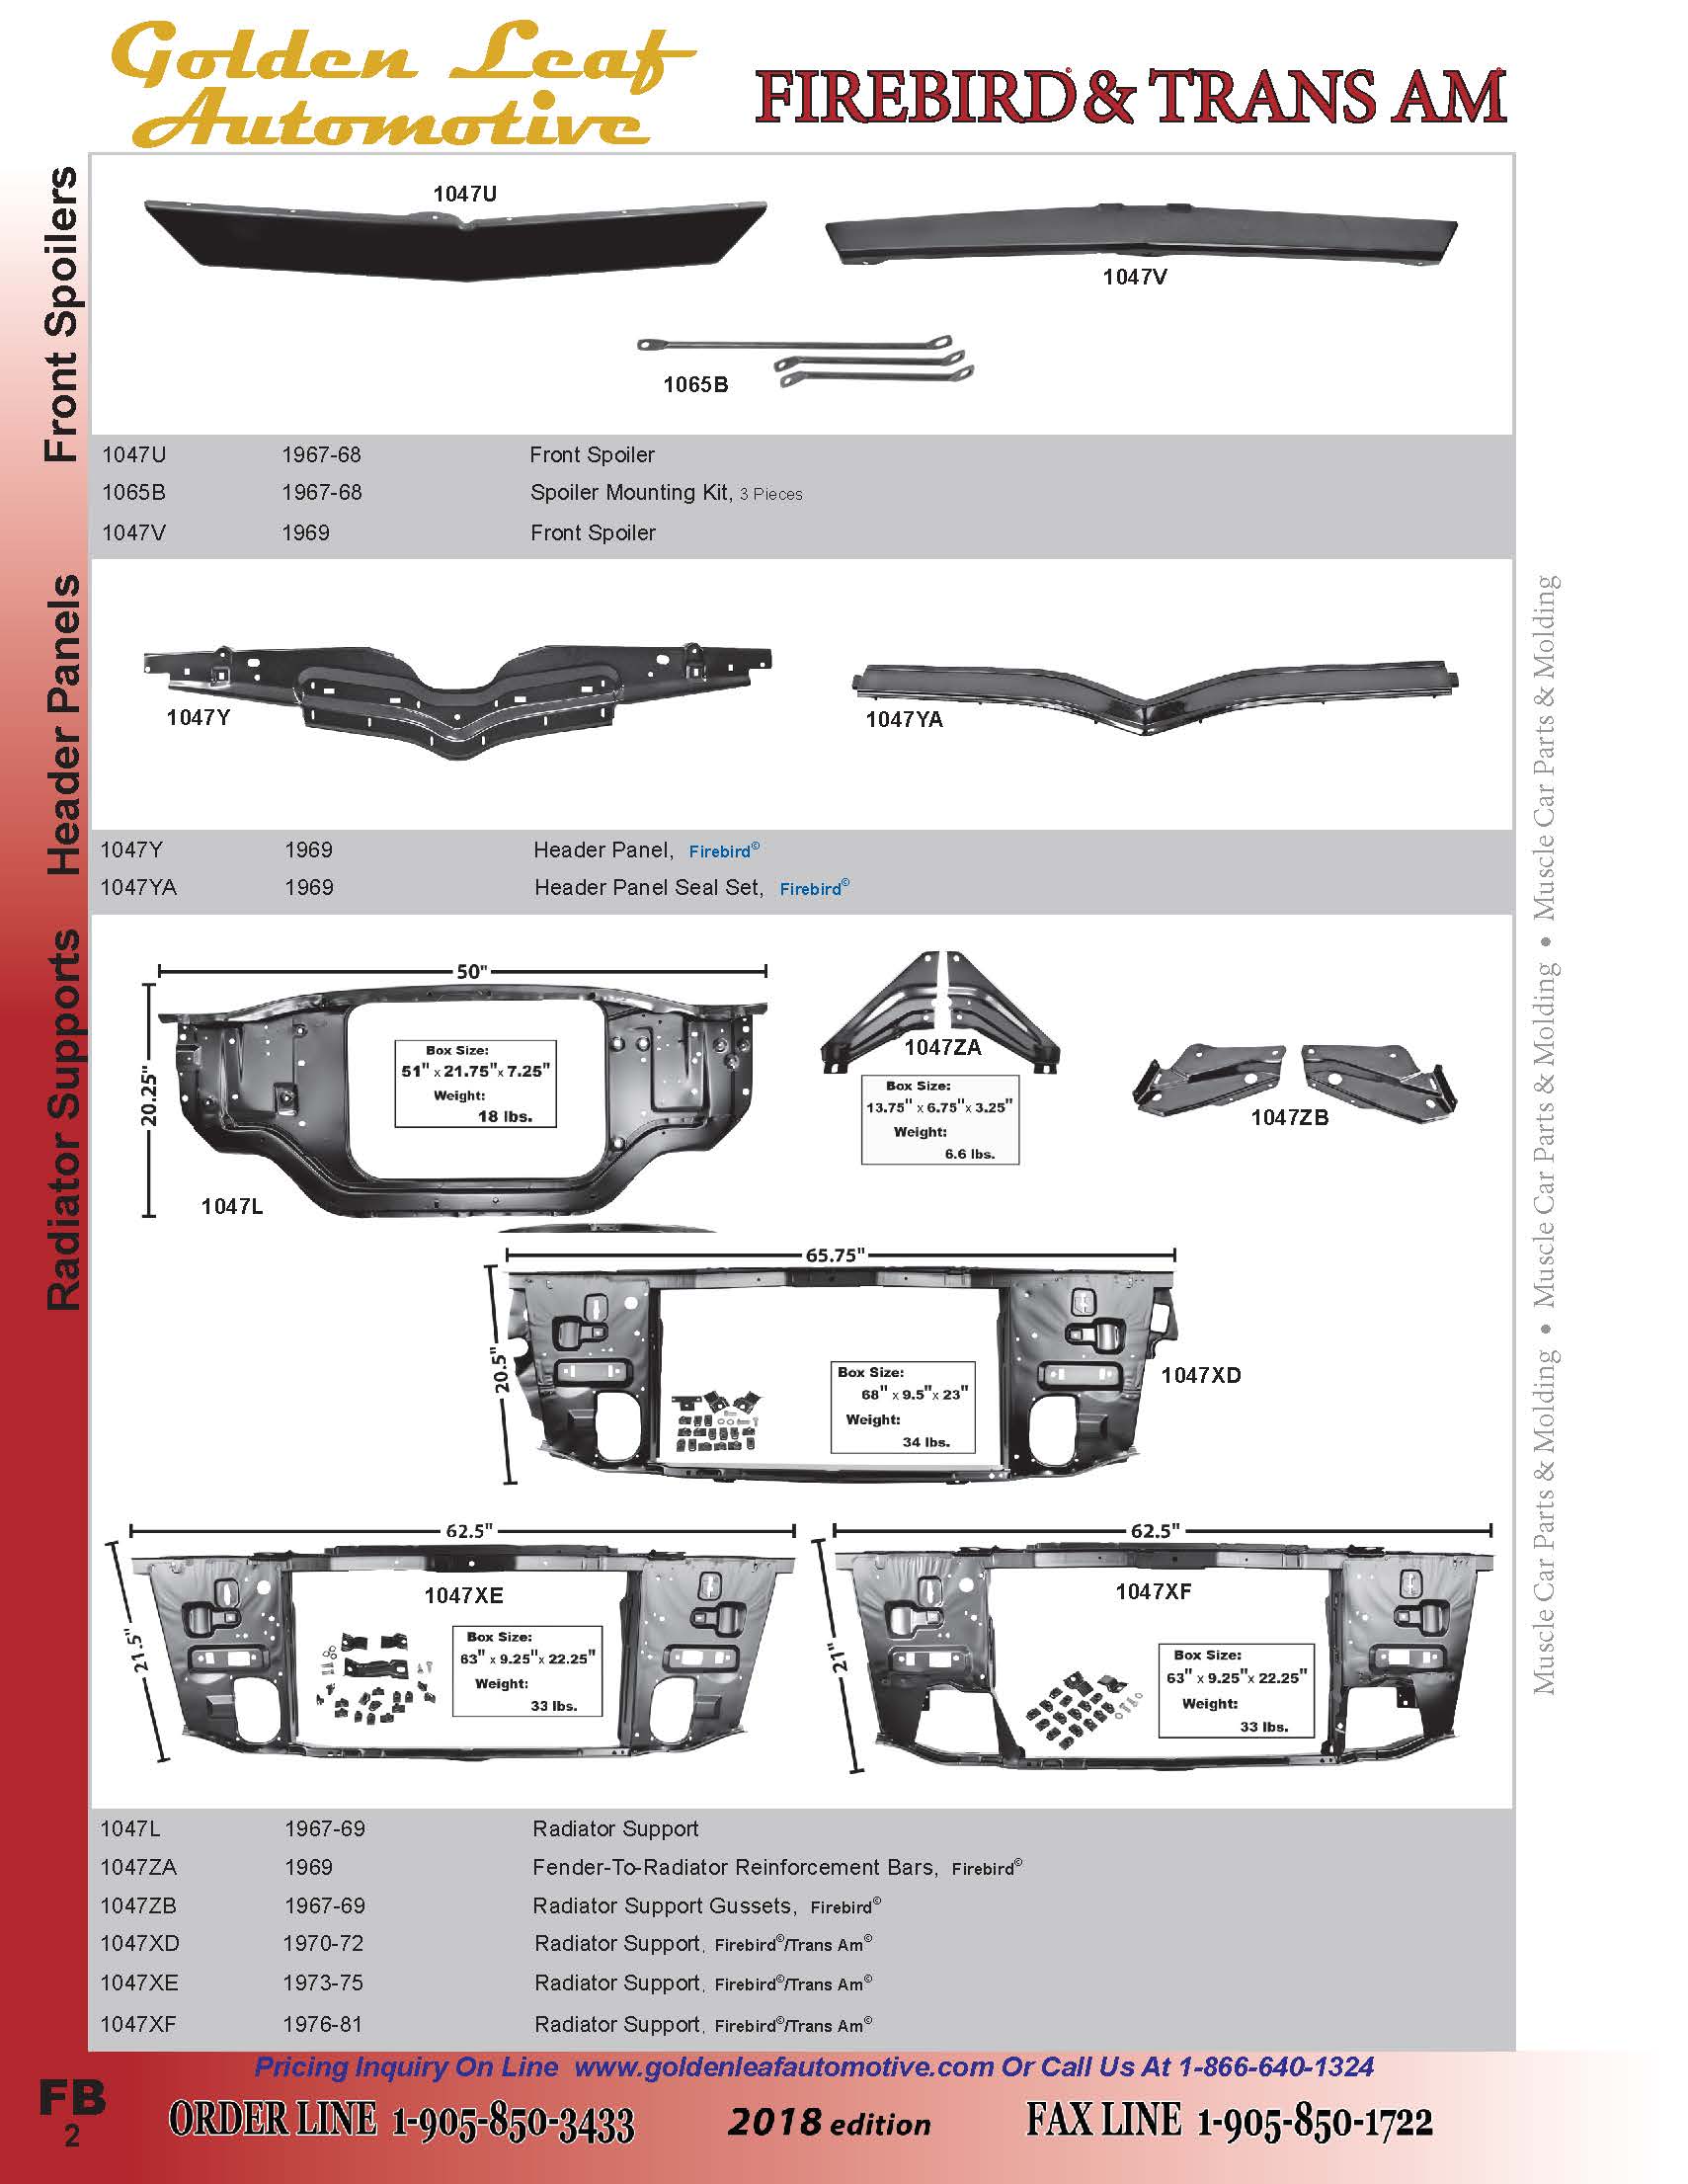 Golden Leaf
Automotive
FIREBIRD® & TRANS AM®
Front Spoilers
1047U
1047V
1065B
1047U 1967-68 Front Spoiler
1065B 1967-68 Spoiler Mounting Kit, 3 Pieces
1047V 1969 Front Spoiler
Header Panels
1047Y
1047YA
1047Y 1969 Header Panel, Firebird©
1047YA 1969 Header Panel Seal Set, Firebird©
Radiator Supports
50"
20.25"
Box Size:
51" x 21.75" x 7.25"
Weight:
18 lbs.
1047L
1047ZA
Box Size:
13.75" x 6.75" x 3.25"
Weight:
6.6 lbs.
1047ZB
65.75"
20.5"
Box Size:
68" x 9.5" x 23"
Weight:
34 lbs.
1047XD
62.5"
21.5"
1047XE
Box Size:
63" x 9.25" x 22.25"
Weight:
33 lbs.
62.5"
21"
1047XF
Box Size:
63" x 9.25" x 22.25"
Weight:
33 lbs.
1047L 1967-69 Radiator Support
1047ZA 1969 Fender-To-Radiator Reinforcement Bars, Firebird©
1047ZB 1967-69 Radiator Support Gussets, Firebird©
1047XD 1970-72 Radiator Support, Firebird©/Trans Am©
1047XE 1973-75 Radiator Support, Firebird©/Trans Am©
1047XF 1976-81 Radiator Support, Firebird©/Trans Am©
Muscle Car Parts & Molding • Muscle Car Parts & Molding • Muscle Car Parts & Molding
Pricing Inquiry On Line www.goldenleafautomotive.com Or Call Us At 1-866-640-1324
FB
2
ORDER LINE 1-905-850-3433
2018 edition
FAX LINE 1-905-850-1722